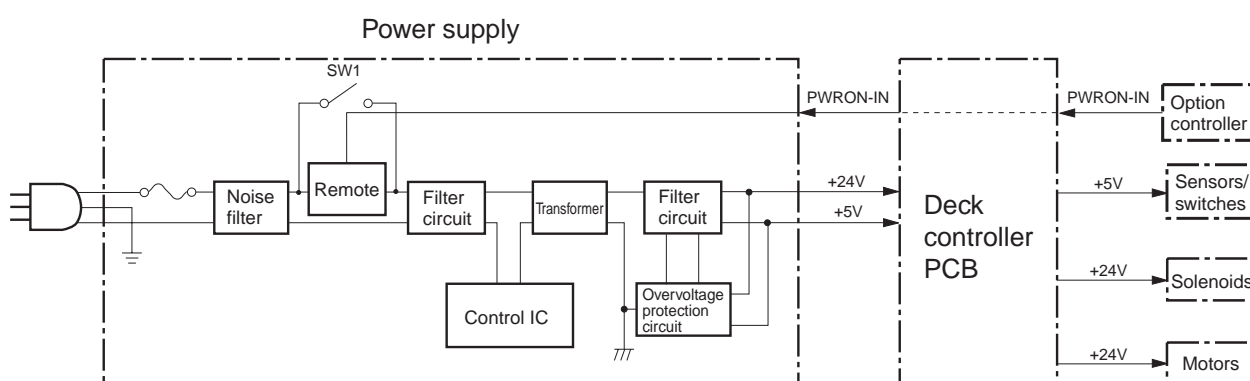 Power supply
SW1
PWRON-IN
PWRON-IN
Option
controller
Noise
filter
Remote
Filter
circuit
Transformer
Filter
circuit
+24V
+5V
Deck
controller
PCB
+5V
Sensors/
switches
Control IC
Overvoltage
protection
circuit
+24V
Solenoids
+24V
Motors